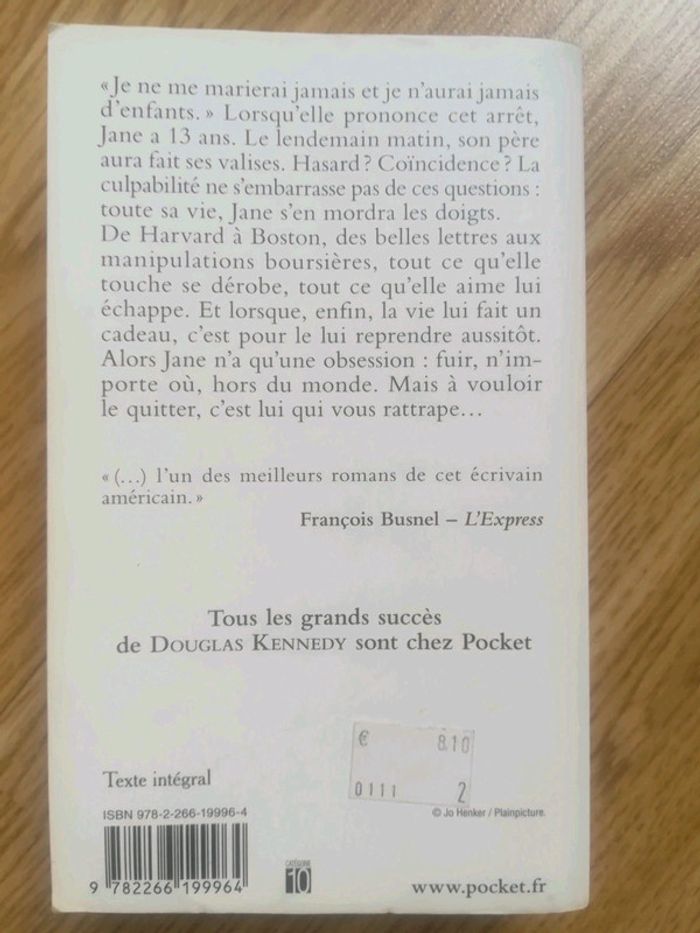 «Je ne me marierai jamais et je n'aurai jamais
d'enfants.» Lorsqu'elle prononce cet arrêt,
Jane a 13 ans. Le lendemain matin, son père
aura fait ses valises. Hasard? Coïncidence? La
culpabilité ne s'embarrasse pas de ces questions :
toute sa vie, Jane s'en mordra les doigts.
De Harvard à Boston, des belles lettres aux
manipulations boursières, tout ce qu'elle
touche se dérobe, tout ce qu'elle aime lui
échappe. Et lorsque, enfin, la vie lui fait un
cadeau, c'est pour le lui reprendre aussitôt.
Alors Jane n'a qu'une obsession : fuir, n'im-
porte où, hors du monde. Mais à vouloir
le quitter, c'est lui qui vous rattrape...
«(...) l'un des meilleurs romans de cet écrivain
américain.»
François Busnel – L'Express
Tous les grands succès
de DOUGLAS KENNEDY sont chez Pocket
€ 8.10
0111 2
Texte intégral
ISBN 978-2-266-19996-4
© Jo Henker / Plainpicture.
9 782266 199964
CATÉGORIE
10
www.pocket.fr